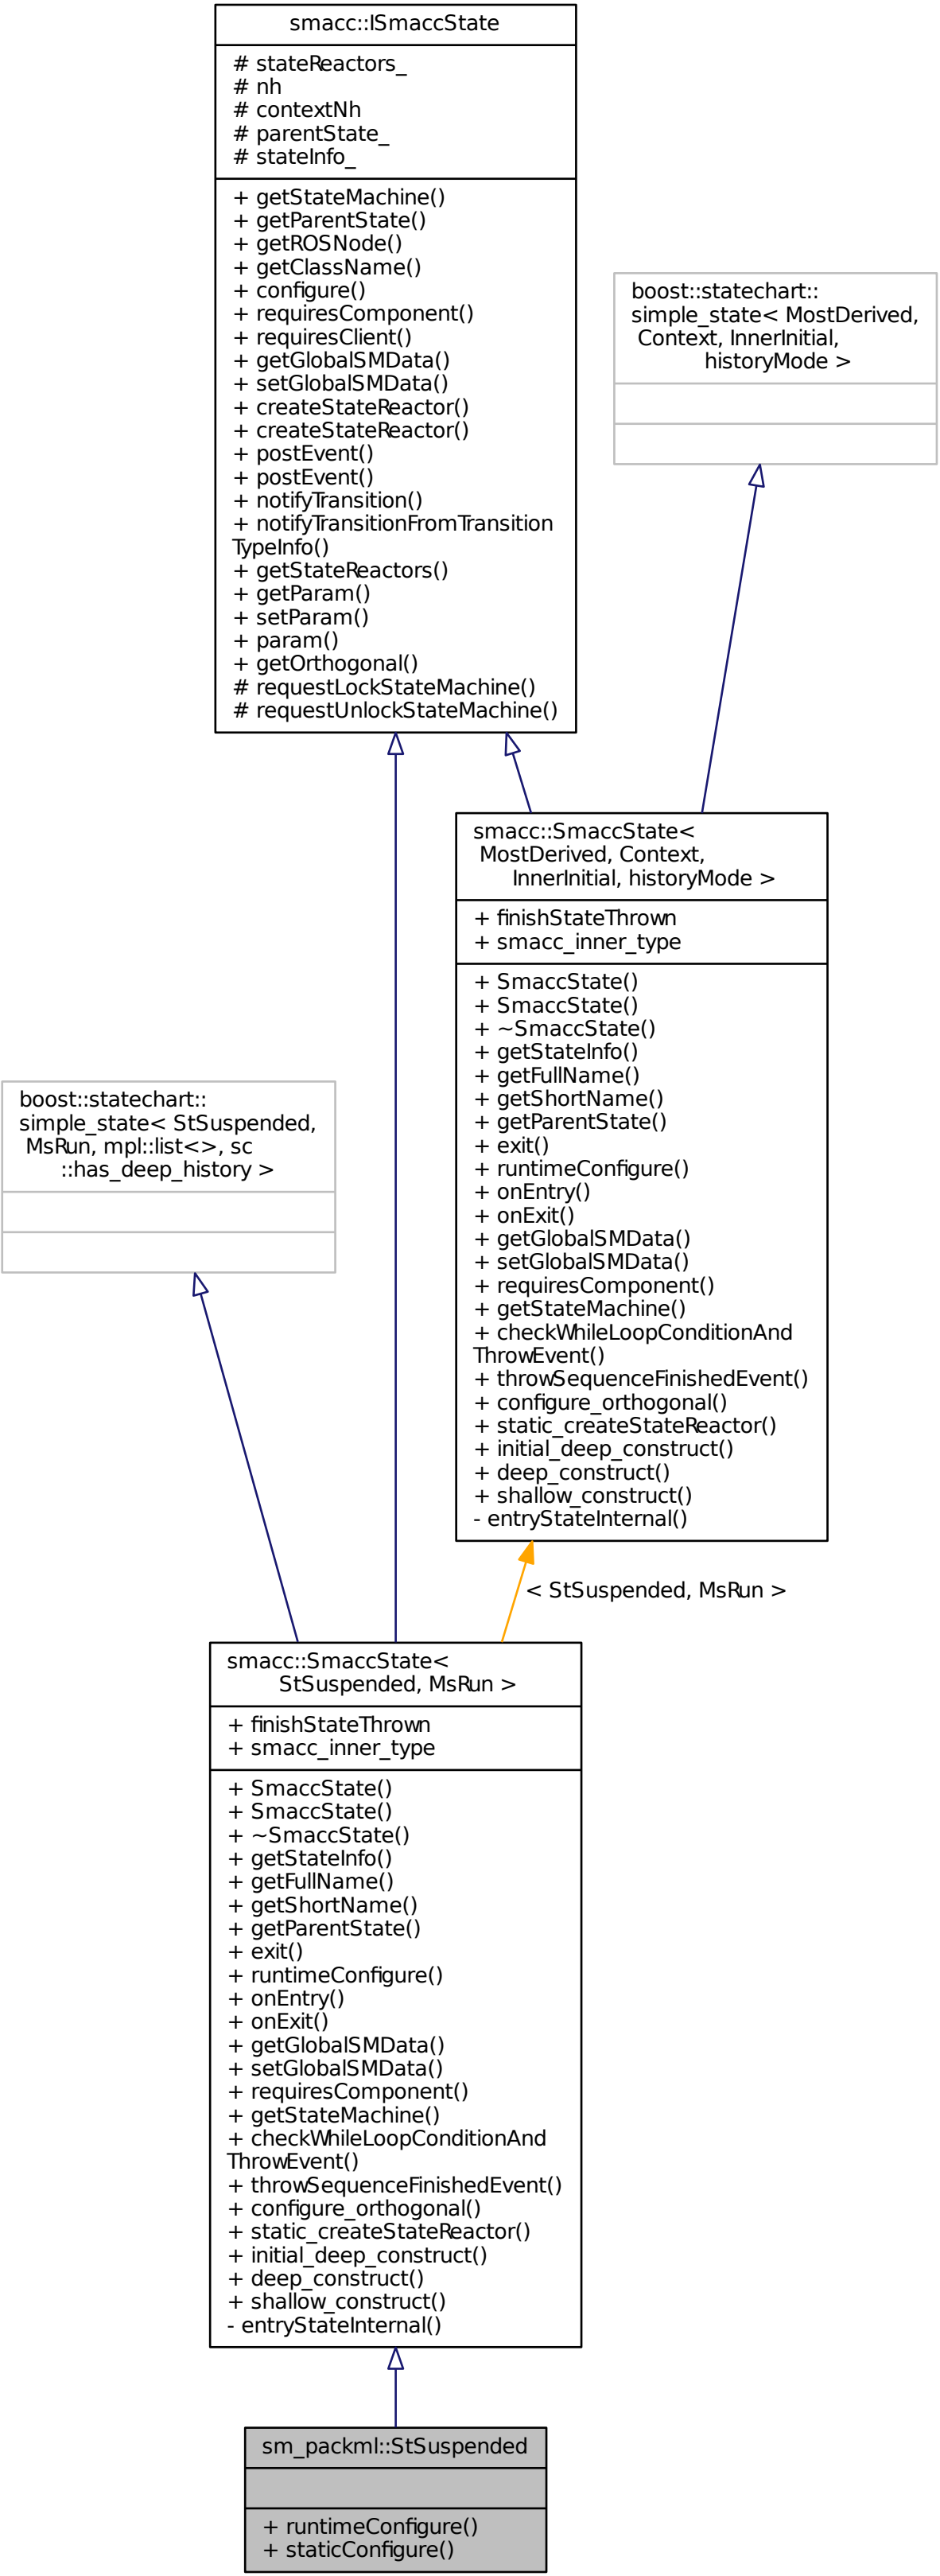 smacc::ISmaccState
# stateReactors_
# nh
# contextNh
# parentState_
# stateInfo_
+ getStateMachine()
+ getParentState()
+ getROSNode()
+ getClassName()
+ configure()
+ requiresComponent()
+ requiresClient()
+ getGlobalSMData()
+ setGlobalSMData()
+ createStateReactor()
+ createStateReactor()
+ postEvent()
+ postEvent()
+ notifyTransition()
+ notifyTransitionFromTransition
TypeInfo()
+ getStateReactors()
+ getParam()
+ setParam()
+ param()
+ getOrthogonal()
# requestLockStateMachine()
# requestUnlockStateMachine()
boost::statechart::
simple_state< MostDerived,
Context, InnerInitial,
historyMode >
smacc::SmaccState<
MostDerived, Context,
InnerInitial, historyMode >
+ finishStateThrown
+ smacc_inner_type
+ SmaccState()
+ SmaccState()
+ ~SmaccState()
+ getStateInfo()
+ getFullName()
+ getShortName()
+ getParentState()
+ exit()
+ runtimeConfigure()
+ onEntry()
+ onExit()
+ getGlobalSMData()
+ setGlobalSMData()
+ requiresComponent()
+ getStateMachine()
+ checkWhileLoopConditionAnd
ThrowEvent()
+ throwSequenceFinishedEvent()
+ configure_orthogonal()
+ static_createStateReactor()
+ initial_deep_construct()
+ deep_construct()
+ shallow_construct()
- entryStateInternal()
boost::statechart::
simple_state< StSuspended,
MsRun, mpl::list<>, sc
::has_deep_history >
< StSuspended, MsRun >
smacc::SmaccState<
StSuspended, MsRun >
+ finishStateThrown
+ smacc_inner_type
+ SmaccState()
+ SmaccState()
+ ~SmaccState()
+ getStateInfo()
+ getFullName()
+ getShortName()
+ getParentState()
+ exit()
+ runtimeConfigure()
+ onEntry()
+ onExit()
+ getGlobalSMData()
+ setGlobalSMData()
+ requiresComponent()
+ getStateMachine()
+ checkWhileLoopConditionAnd
ThrowEvent()
+ throwSequenceFinishedEvent()
+ configure_orthogonal()
+ static_createStateReactor()
+ initial_deep_construct()
+ deep_construct()
+ shallow_construct()
- entryStateInternal()
sm_packml::StSuspended
+ runtimeConfigure()
+ staticConfigure()